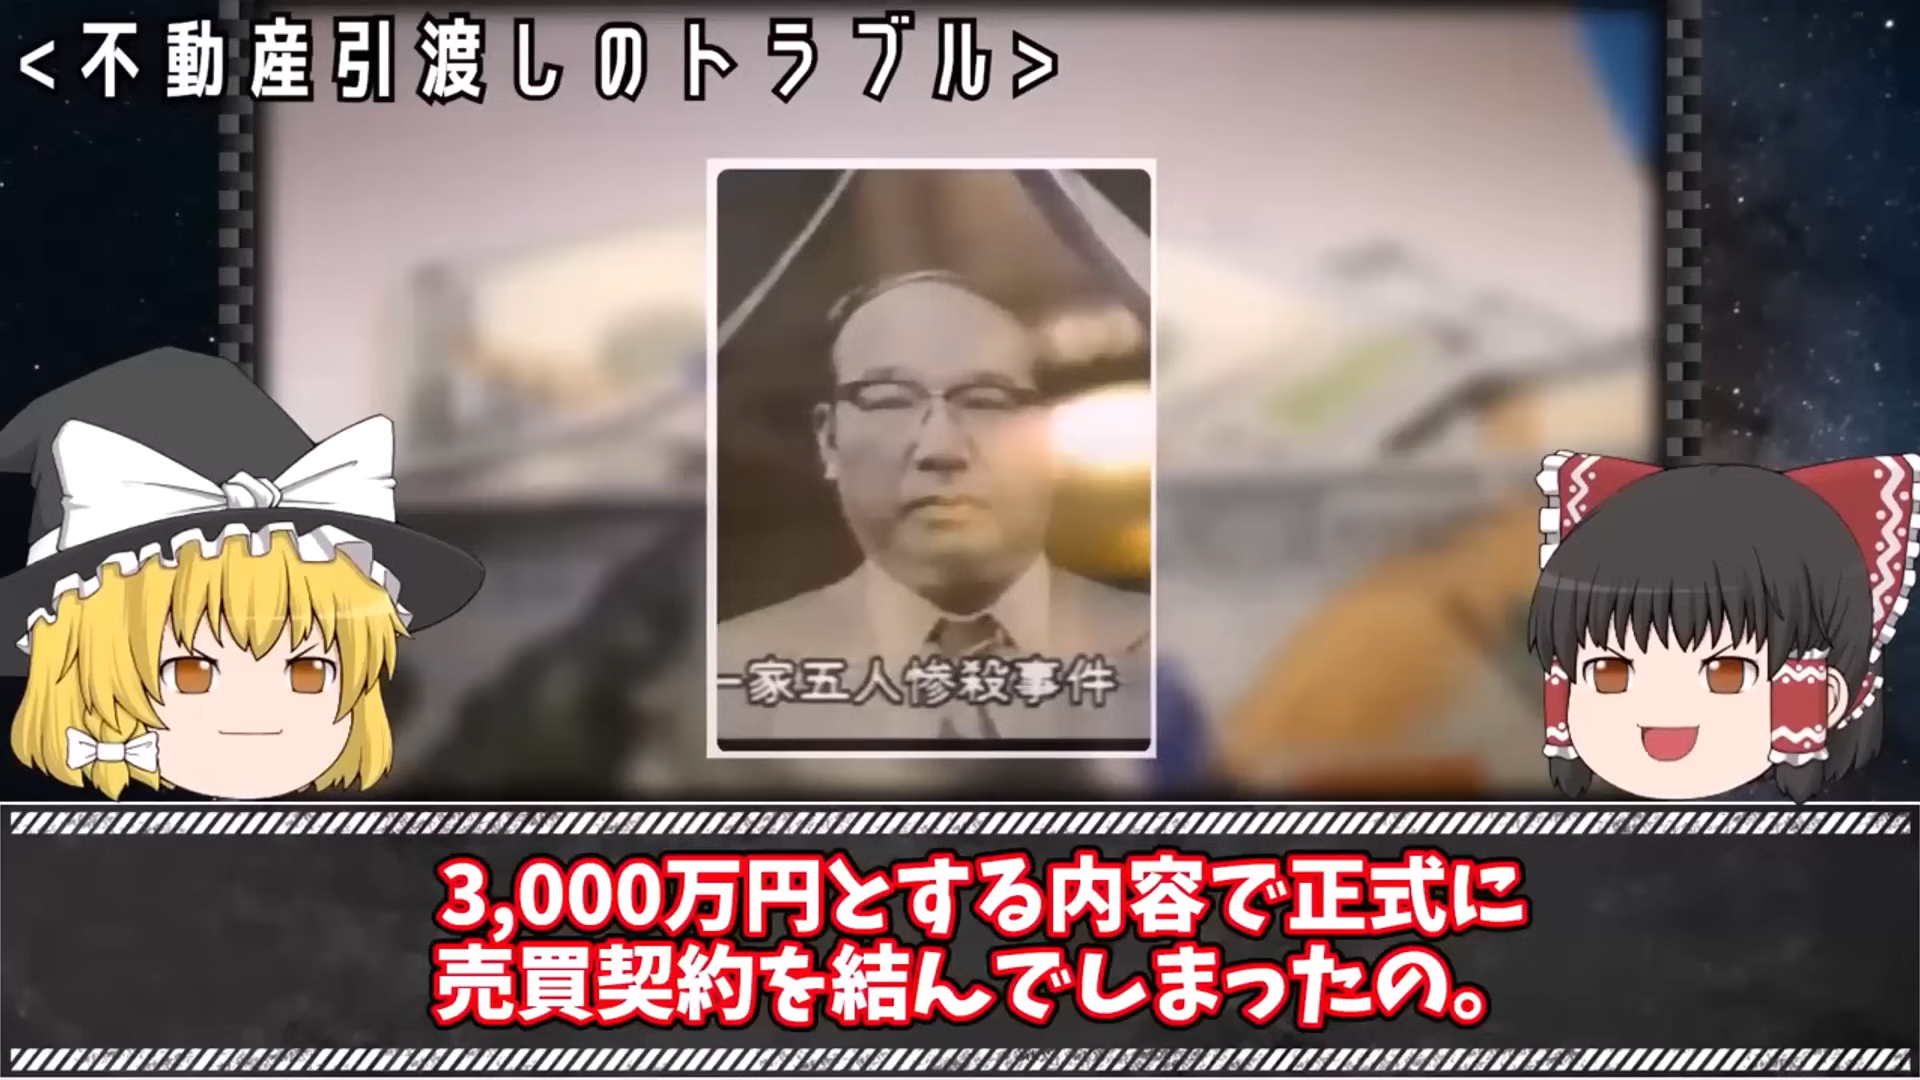 <不動産引渡しのトラブル>
一家五人惨殺事件
3,000万円とする内容で正式に
売買契約を結んでしまったの。